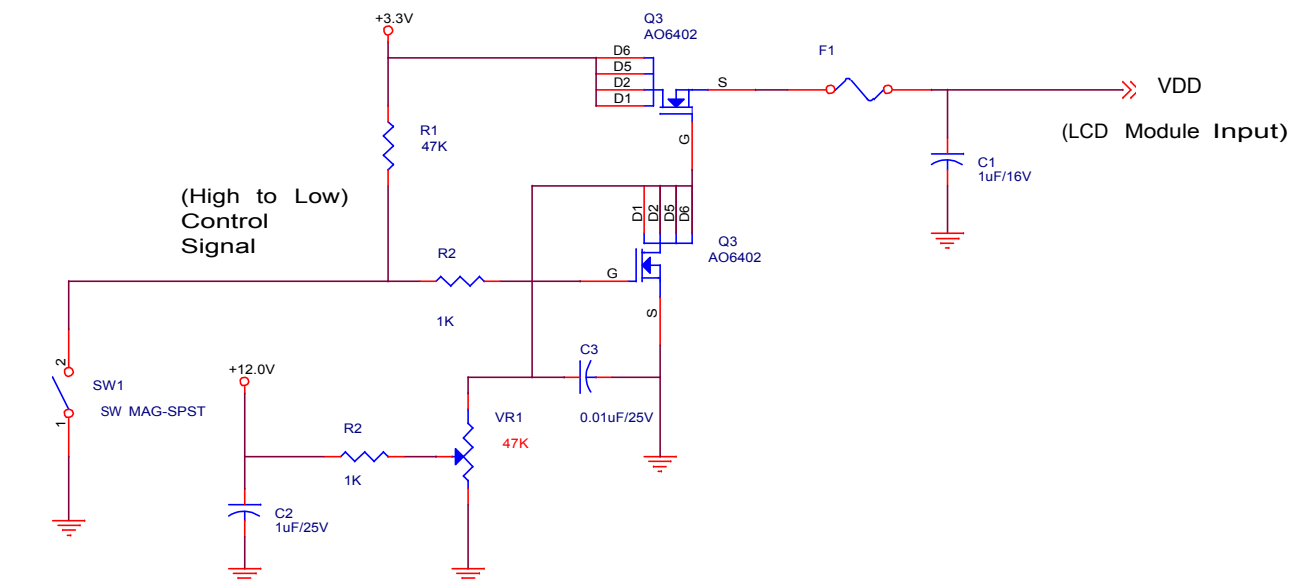 +3.3V
Q3
AO6402
D6
D5
D2
D1
S
G
F1
VDD
(LCD Module Input)
C1
1uF/16V
R1
47K
(High to Low)
Control
Signal
D1
D2
D5
D6
Q3
AO6402
G
S
R2
1K
2
1
SW1
SW MAG-SPST
+12.0V
C3
0.01uF/25V
VR1
47K
R2
1K
C2
1uF/25V